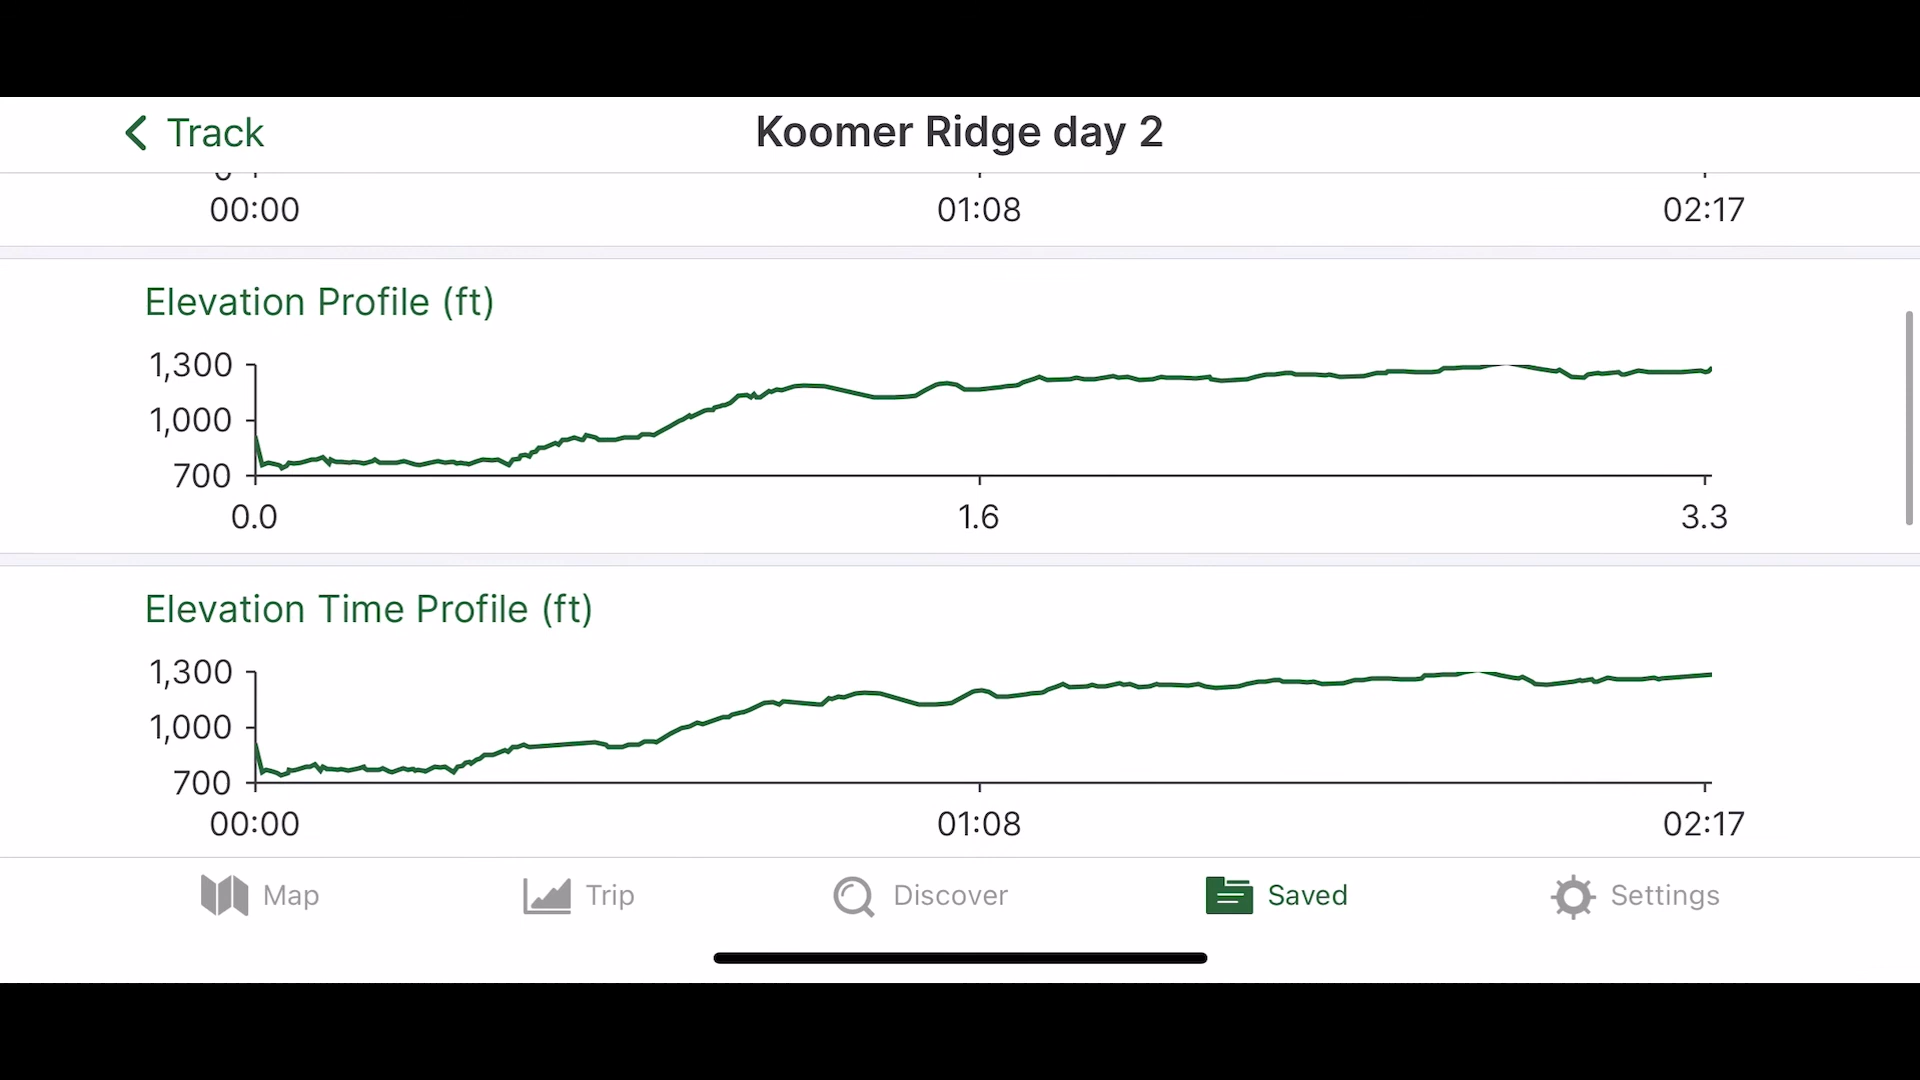 Track
Koomer Ridge day 2
00:00 01:08 02:17
Elevation Profile (ft)
1,300
1,000
700
0.0 1.6 3.3
Elevation Time Profile (ft)
1,300
1,000
700
00:00 01:08 02:17
Map Trip Discover Saved Settings